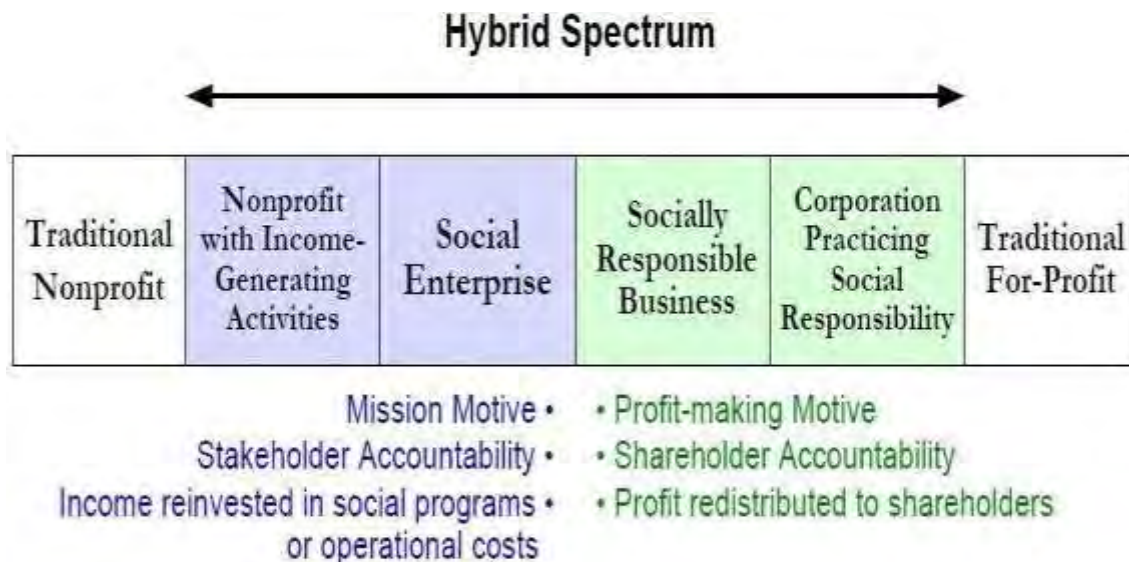 Hybrid Spectrum
Traditional
Nonprofit
Nonprofit
with Income-
Generating
Activities
Social
Enterprise
Socially
Responsible
Business
Corporation
Practicing
Social
Responsibility
Traditional
For-Profit
Mission Motive •
Stakeholder Accountability •
Income reinvested in social programs •
or operational costs
• Profit-making Motive
• Shareholder Accountability
• Profit redistributed to shareholders